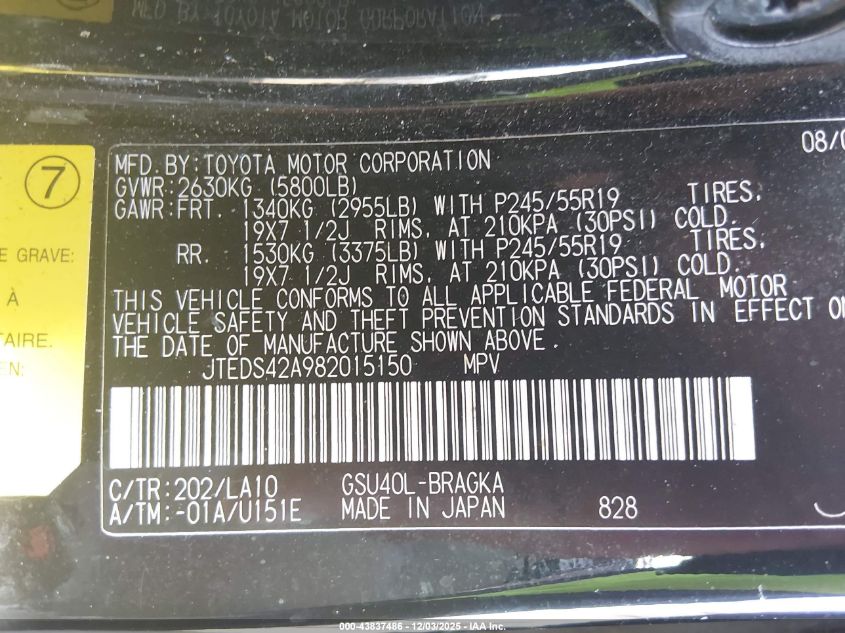 TOYOTA MOTOR CORPORATION
7
E GRAVE:
À
TAIRE.
EN:
08/0
MFD. BY: TOYOTA MOTOR CORPORATION
GVWR: 2630KG (5800LB)
GAWR: FRT. 1340KG (2955LB) WITH P245/55R19 TIRES,
19X7 1/2J RIMS, AT 210KPA (30PSI) COLD.
RR. 1530KG (3375LB) WITH P245/55R19 TIRES,
19X7 1/2J RIMS, AT 210KPA (30PSI) COLD.
THIS VEHICLE CONFORMS TO ALL APPLICABLE FEDERAL MOTOR
VEHICLE SAFETY AND THEFT PREVENTION STANDARDS IN EFFECT ON
THE DATE OF MANUFACTURE SHOWN ABOVE.
JTEDS42A982015150 MPV
C/TR: 202/LA10 GSU40L-BRAGKA
A/TM: -01A/U151E MADE IN JAPAN 828
000-43837486 - 12/03/2025 - IAA Inc.